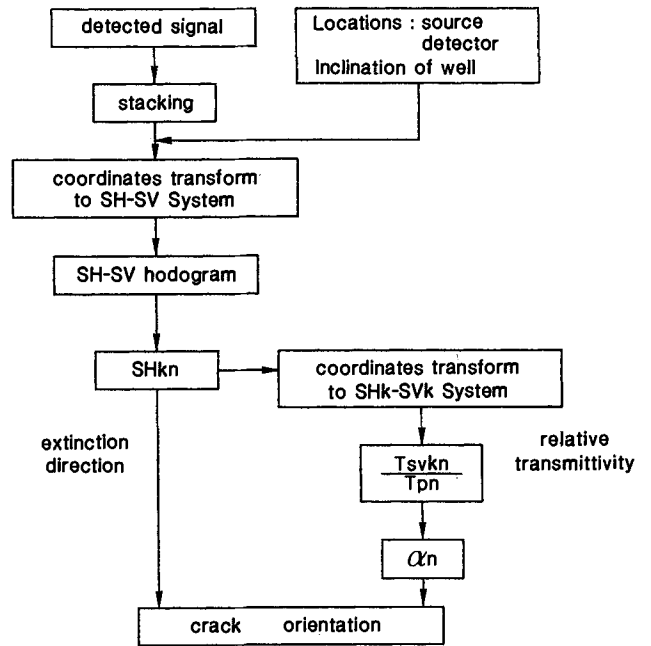 detected signal
Locations : source
detector
Inclination of well
stacking
coordinates transform
to SH-SV System
SH-SV hodogram
SHkn
coordinates transform
to SHk-SVk System
extinction
direction
relative
transmittivity
Tsvkn
Tpn
αn
crack orientation